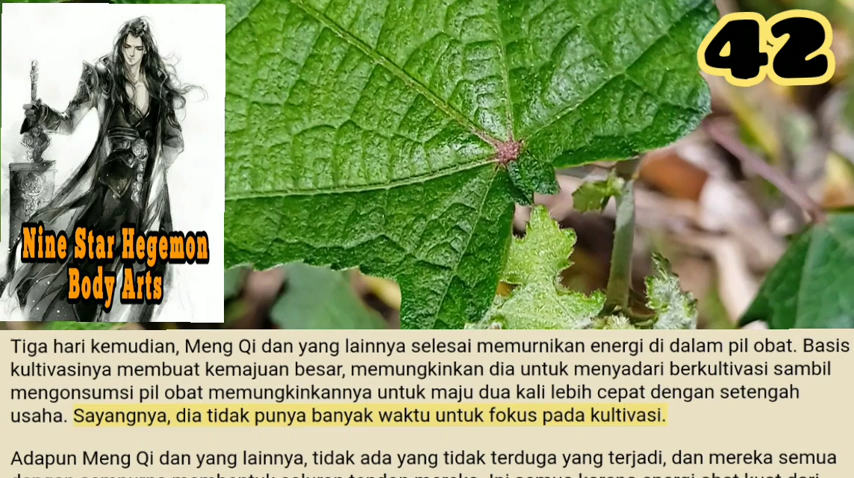 42
Nine Star Hegemon
Body Arts
Tiga hari kemudian, Meng Qi dan yang lainnya selesai memurnikan energi di dalam pil obat. Basis
kultivasinya membuat kemajuan besar, memungkinkan dia untuk menyadari berkultivasi sambil
mengonsumsi pil obat memungkinkannya untuk maju dua kali lebih cepat dengan setengah
usaha. Sayangnya, dia tidak punya banyak waktu untuk fokus pada kultivasi.
Adapun Meng Qi dan yang lainnya, tidak ada yang tidak terduga yang terjadi, dan mereka semua